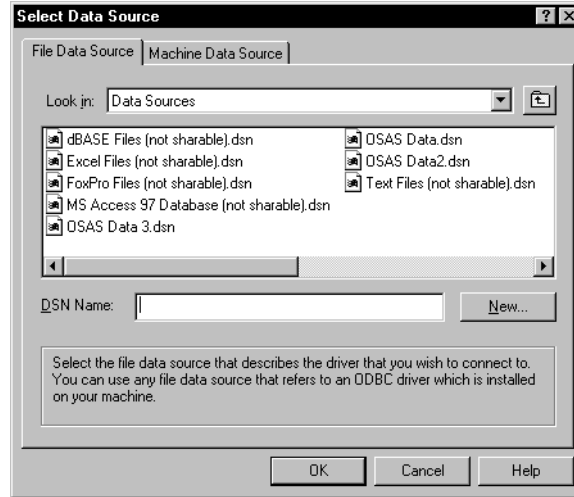 Select Data Source
File Data Source
Machine Data Source
Look in:
Data Sources
dBASE Files (not sharable).dsn
Excel Files (not sharable).dsn
FoxPro Files (not sharable).dsn
MS Access 97 Database (not sharable).dsn
OSAS Data 3.dsn
OSAS Data.dsn
OSAS Data2.dsn
Text Files (not sharable).dsn
DSN Name:
New...
Select the file data source that describes the driver that you wish to connect to.
You can use any file data source that refers to an ODBC driver which is installed
on your machine.
OK
Cancel
Help